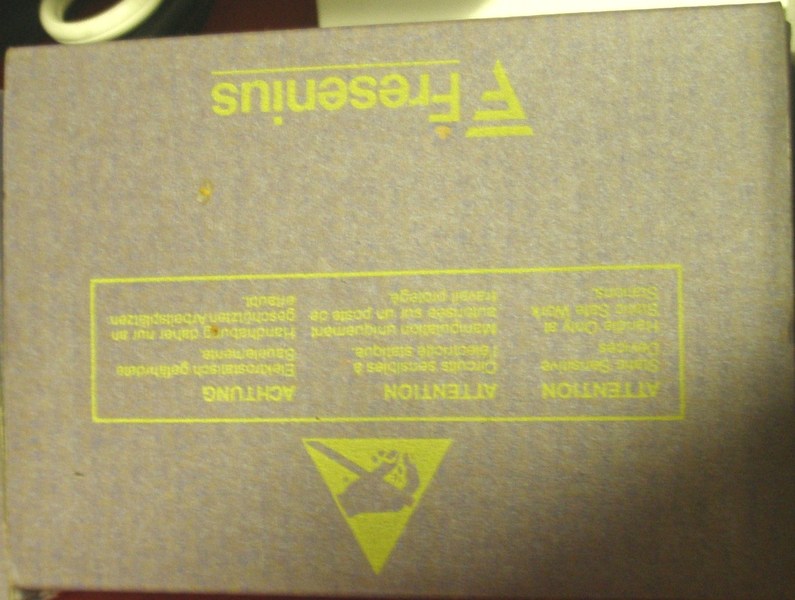 ATTENTION
Static Sensitive
Devices
Handle Only at
Static Safe Work
Stations.
ATTENTION
Circuits sensibles à
l'électricité statique.
Manipulation uniquement
autorisée sur un poste de
travail protégé.
ACHTUNG
Elektrostatisch gefährdete
Bauelemente.
Handhabung daher nur an
geschützten Arbeitsplätzen
erlaubt.
Fresenius